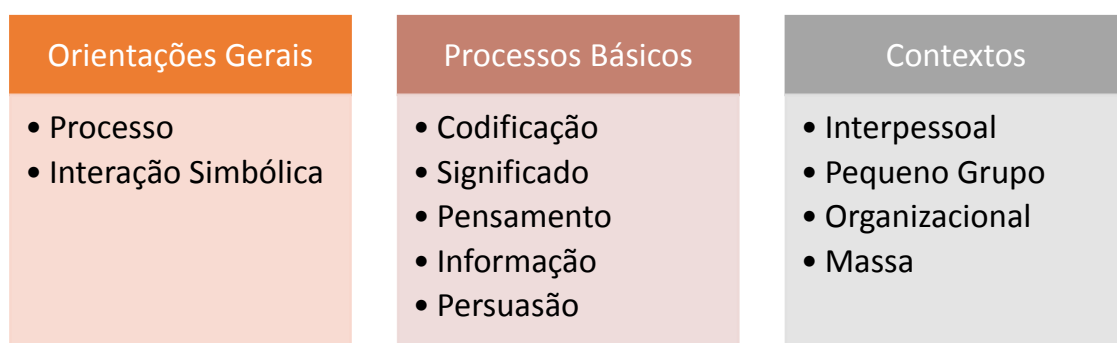 Orientações Gerais
• Processo
• Interação Simbólica
Processos Básicos
• Codificação
• Significado
• Pensamento
• Informação
• Persuasão
Contextos
• Interpessoal
• Pequeno Grupo
• Organizacional
• Massa